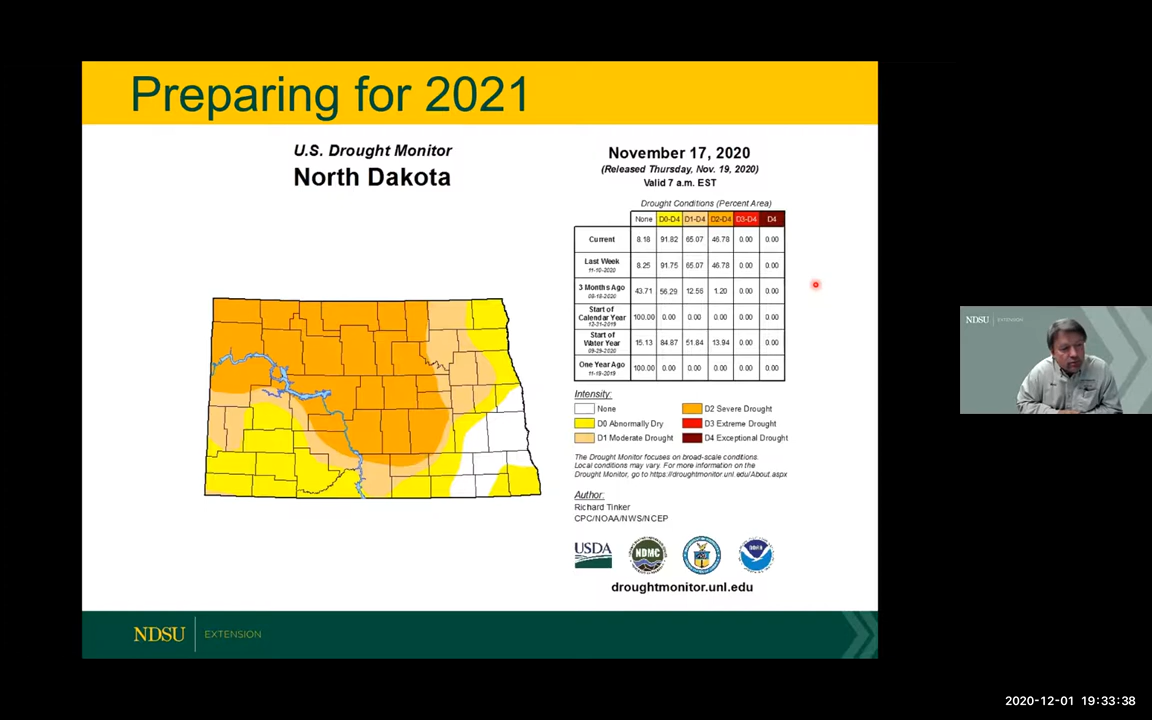 Preparing for 2021
U.S. Drought Monitor
North Dakota
November 17, 2020
(Released Thursday, Nov. 19, 2020)
Valid 7 a.m. EST
Drought Conditions (Percent Area)
None D0-D4 D1-D4 D2-D4 D3-D4 D4
Current 8.18 91.82 65.07 46.78 0.00 0.00
Last Week
11-10-2020
8.25 91.75 65.07 46.78 0.00 0.00
3 Months Ago
08-18-2020
43.71 56.29 12.56 1.20 0.00 0.00
Start of
Calendar Year
12-31-2019
100.00 0.00 0.00 0.00 0.00 0.00
Start of
Water Year
09-29-2020
15.13 84.87 51.84 13.94 0.00 0.00
One Year Ago
11-19-2019
100.00 0.00 0.00 0.00 0.00 0.00
Intensity:
None
D0 Abnormally Dry
D1 Moderate Drought
D2 Severe Drought
D3 Extreme Drought
D4 Exceptional Drought
The Drought Monitor focuses on broad-scale conditions.
Local conditions may vary. For more information on the
Drought Monitor, go to https://droughtmonitor.unl.edu/About.aspx
Author:
Richard Tinker
CPC/NOAA/NWS/NCEP
USDA
NDMC
NOAA
droughtmonitor.unl.edu
NDSU EXTENSION
NDSU EXTENSION
2020-12-01 19:33:38